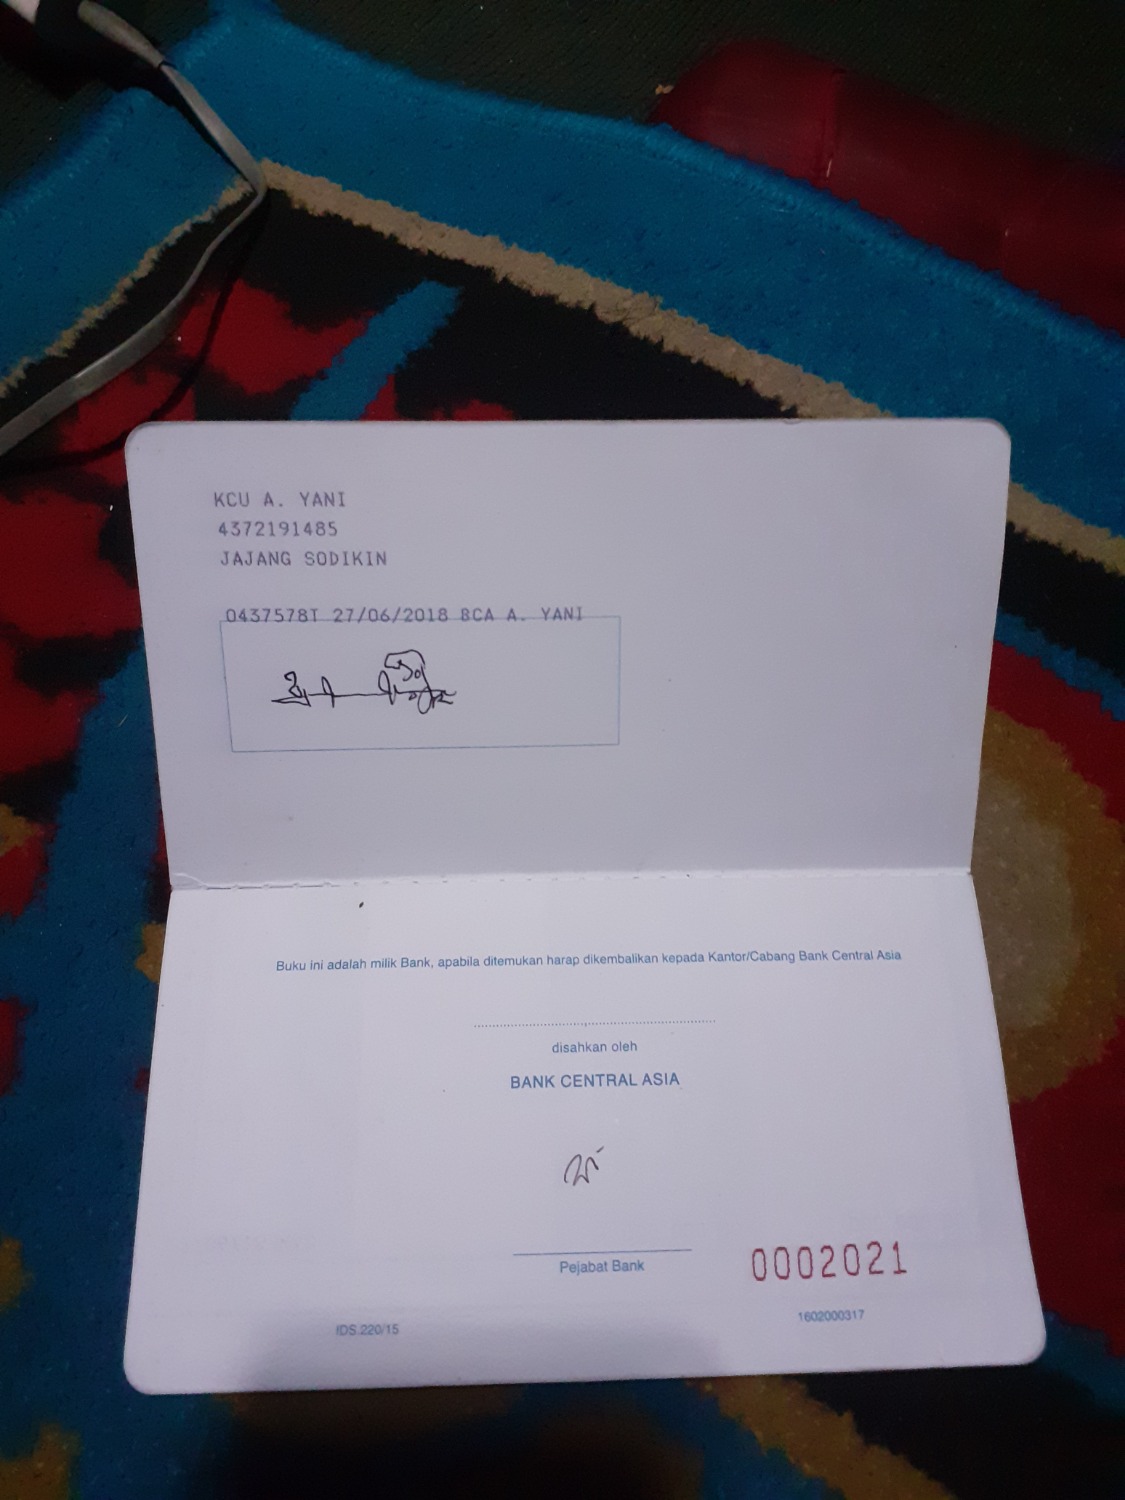 KCU A. YANI
4372191485
JAJANG SODIKIN
0437578T 27/06/2018 BCA A. YANI
Buku ini adalah milik Bank, apabila ditemukan harap dikembalikan kepada Kantor/Cabang Bank Central Asia
disahkan oleh
BANK CENTRAL ASIA
Pejabat Bank
0002021
IDS.220/15
1602000317